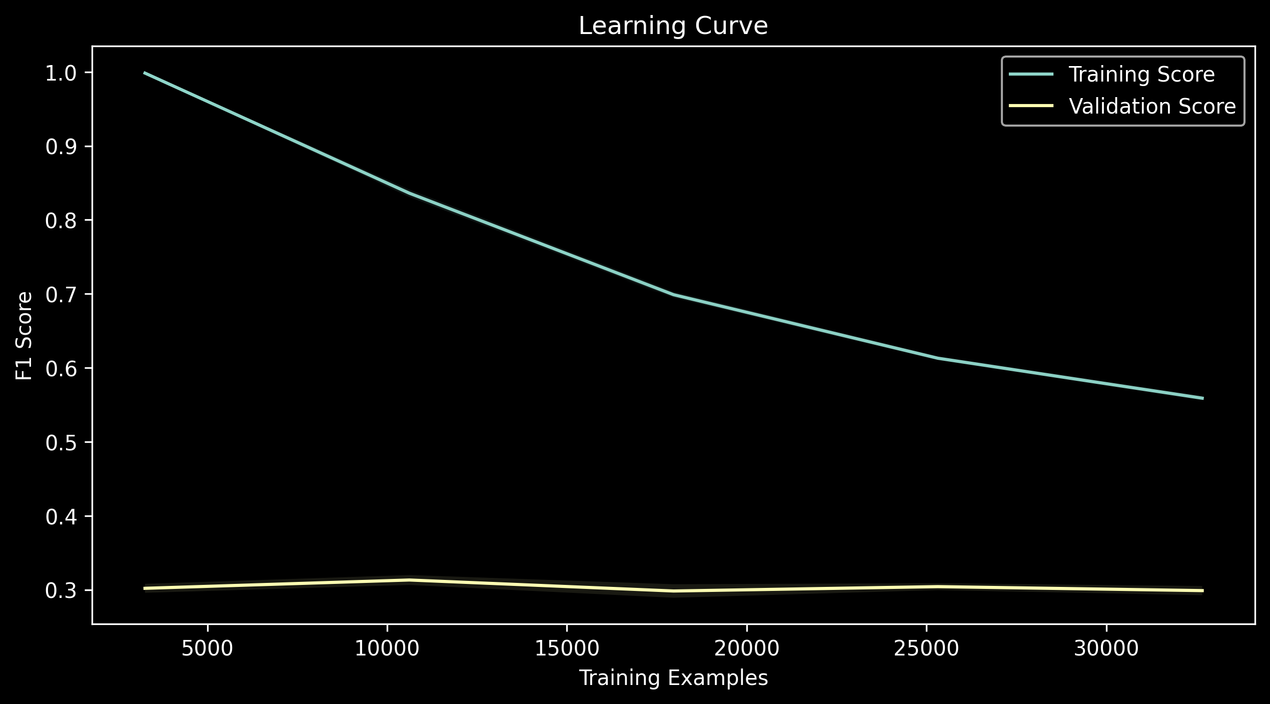 Learning Curve
Training Score
Validation Score
1.0
0.9
0.8
0.7
0.6
0.5
0.4
0.3
F1 Score
5000 10000 15000 20000 25000 30000
Training Examples